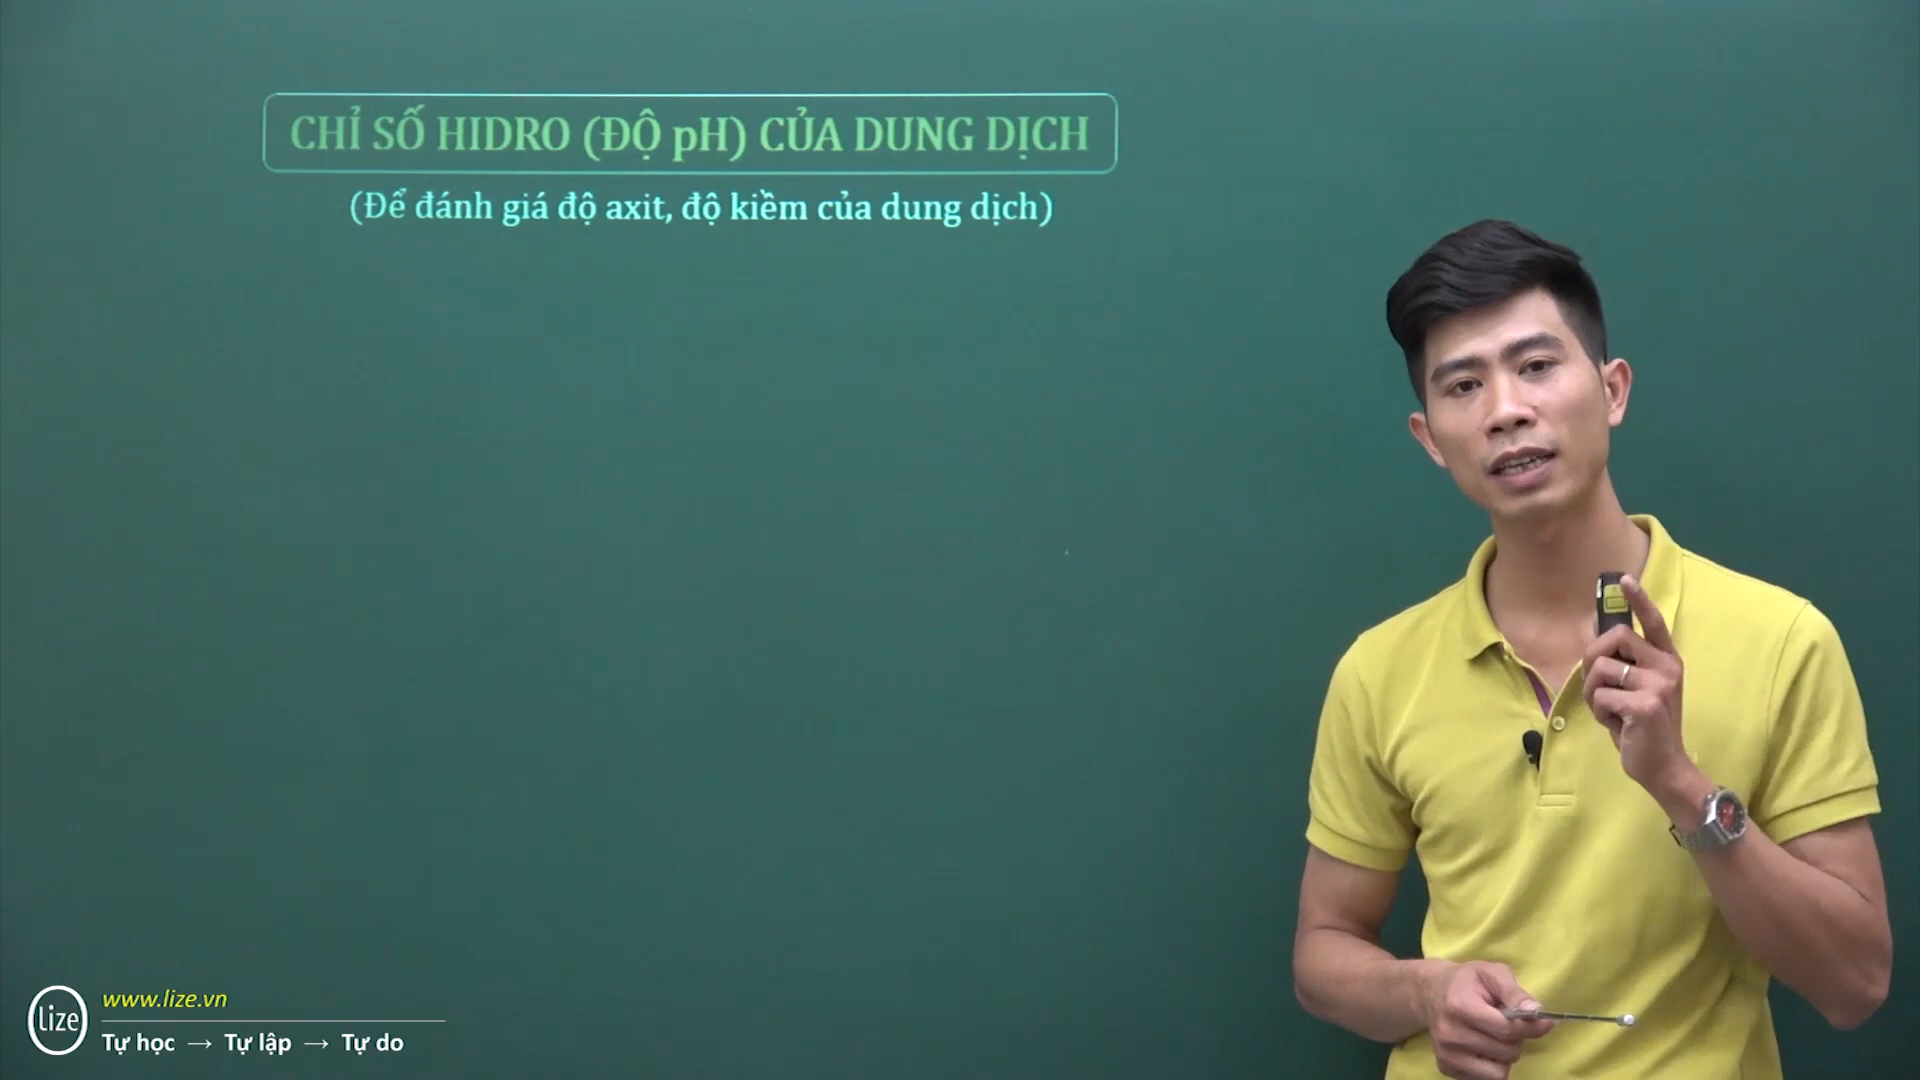 CHỈ SỐ HIDRO (ĐỘ pH) CỦA DUNG DỊCH
(Để đánh giá độ axit, độ kiềm của dung dịch)
lize
www.lize.vn
Tự học → Tự lập → Tự do